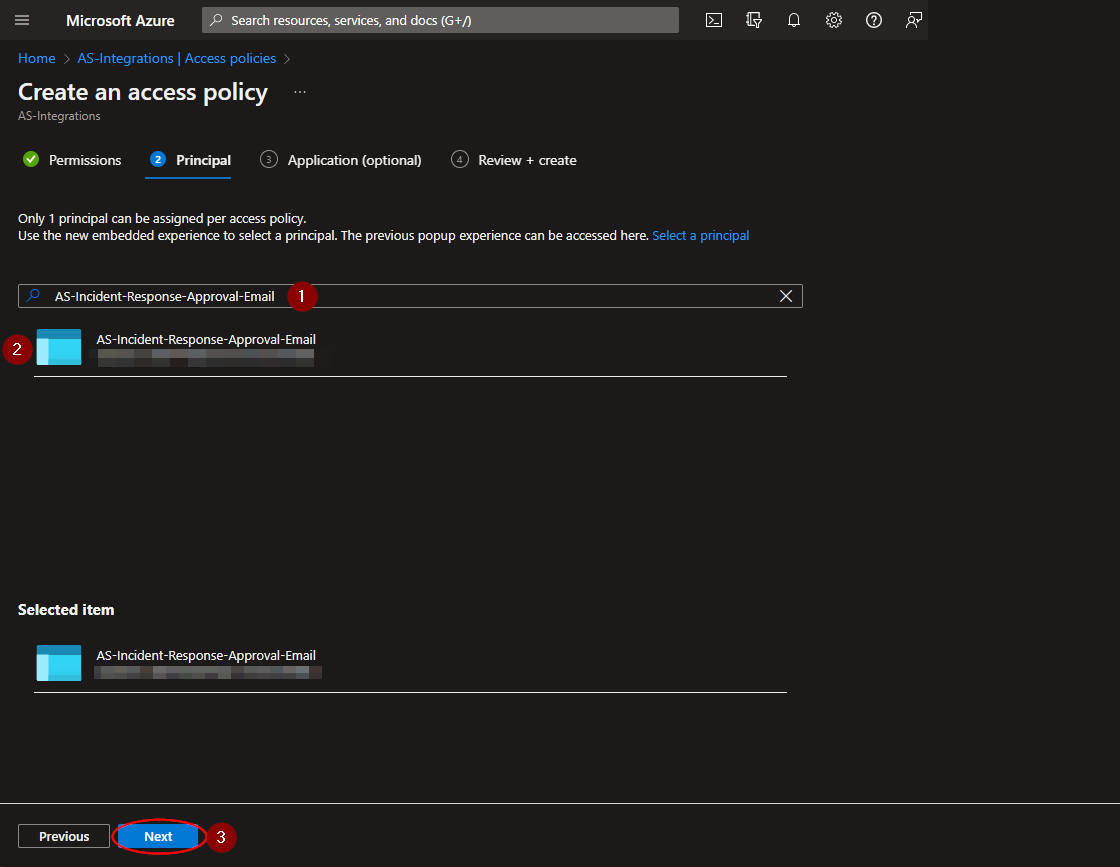 Microsoft Azure
Search resources, services, and docs (G+/)
Home > AS-Integrations | Access policies >
Create an access policy ...
AS-Integrations
Permissions
2 Principal
3 Application (optional)
4 Review + create
Only 1 principal can be assigned per access policy.
Use the new embedded experience to select a principal. The previous popup experience can be accessed here. Select a principal
AS-Incident-Response-Approval-Email 1
2 AS-Incident-Response-Approval-Email
Selected item
AS-Incident-Response-Approval-Email
Previous
Next 3